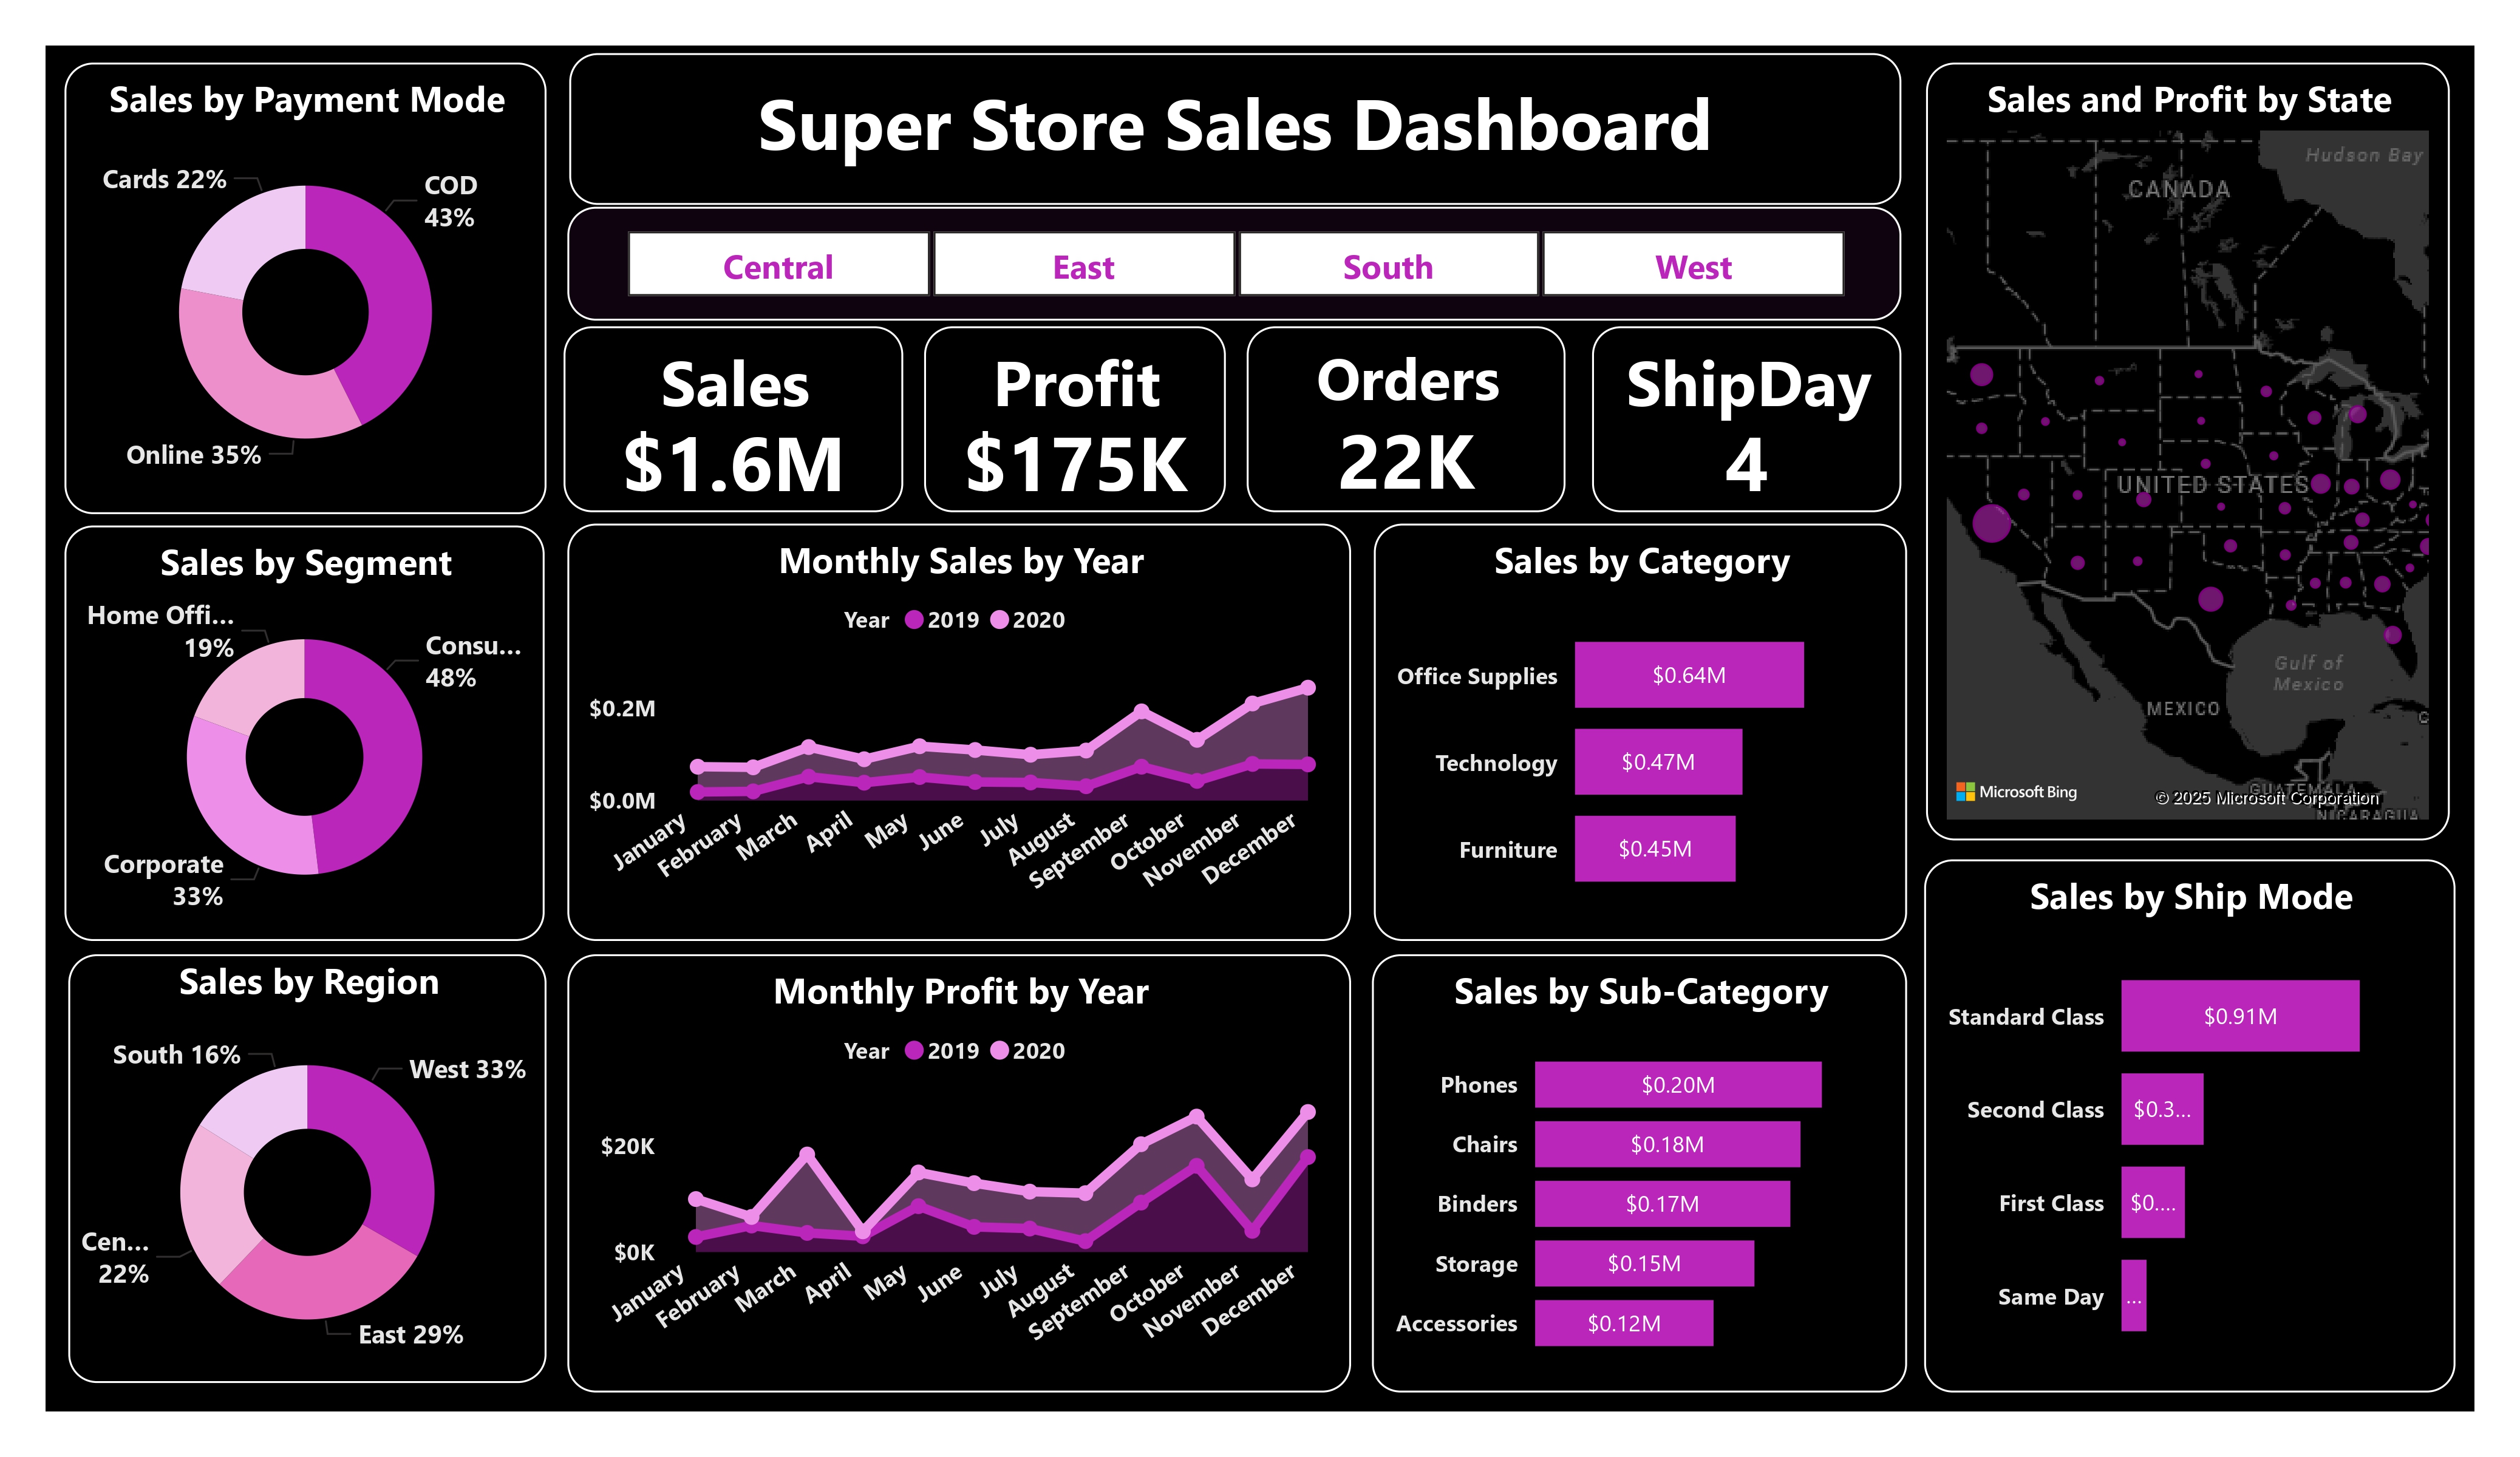 Super Store Sales Dashboard
Central
East
South
West
Sales
$1.6M
Profit
$175K
Orders
22K
ShipDay
4
Sales by Payment Mode
Cards 22%
COD
43%
Online 35%
Sales by Segment
Home Offi...
19%
Consu...
48%
Corporate
33%
Sales by Region
South 16%
West 33%
Cen...
22%
East 29%
Monthly Sales by Year
Year 2019 2020
$0.2M
$0.0M
January
February
March
April
May
June
July
August
September
October
November
December
Monthly Profit by Year
Year 2019 2020
$20K
$0K
January
February
March
April
May
June
July
August
September
October
November
December
Sales by Category
Office Supplies $0.64M
Technology $0.47M
Furniture $0.45M
Sales by Sub-Category
Phones $0.20M
Chairs $0.18M
Binders $0.17M
Storage $0.15M
Accessories $0.12M
Sales and Profit by State
Hudson Bay
CANADA
UNITED STATES
Gulf of
Mexico
MEXICO
C
GUATEMALA
Microsoft Bing
© 2025 Microsoft Corporation
NICARAGUA
Sales by Ship Mode
Standard Class $0.91M
Second Class $0.3...
First Class $0....
Same Day ...